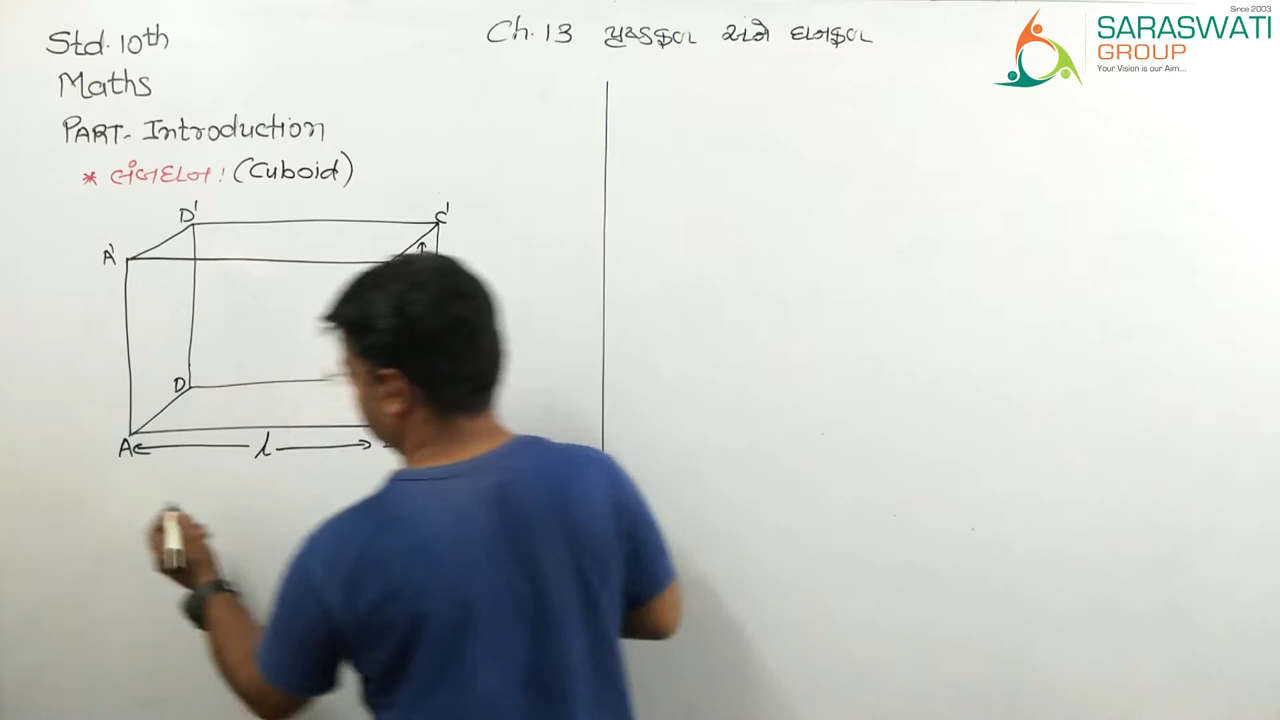 Std. 10th
Ch. 13 પૃષ્ઠફળ અને ઘનફળ
Since 2003
SARASWATI
GROUP
Your Vision is our Aim...
Maths
PART- Introduction
* લંબઘન : (Cuboid)
D' C'
A'
D
A l